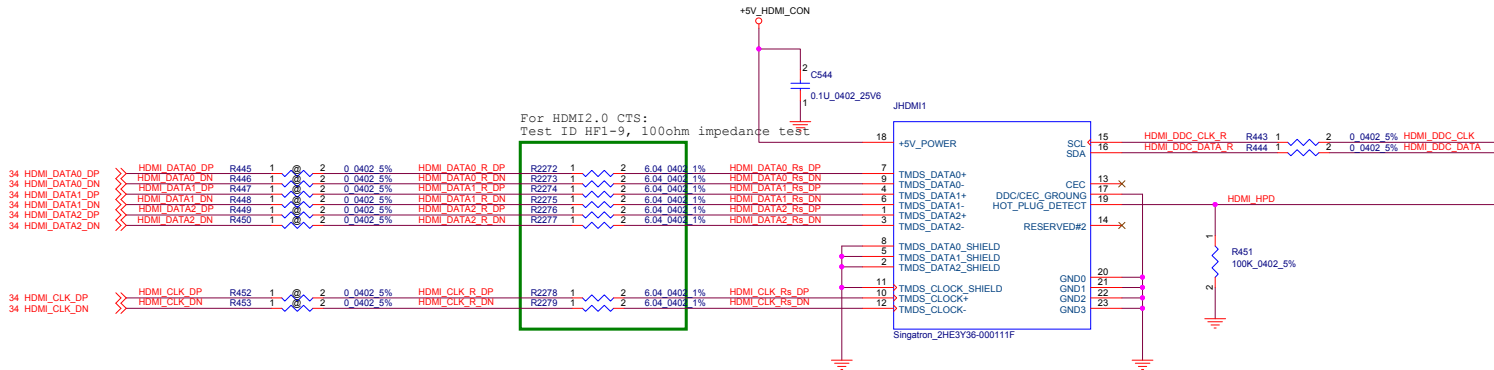 +5V_HDMI_CON
2
C544
0.1U_0402_25V6
1
JHDMI1
For HDMI2.0 CTS:
Test ID HF1-9, 100ohm impedance test
18 +5V_POWER SCL 15 HDMI_DDC_CLK_R R443 1 2 0_0402_5% HDMI_DDC_CLK
SDA 16 HDMI_DDC_DATA_R R444 1 2 0_0402_5% HDMI_DDC_DATA
34 HDMI_DATA0_DP HDMI_DATA0_DP R445 1 @ 2 0_0402_5% HDMI_DATA0_R_DP R2272 1 2 6.04_0402_1% HDMI_DATA0_Rs_DP 7 TMDS_DATA0+
34 HDMI_DATA0_DN HDMI_DATA0_DN R446 1 @ 2 0_0402_5% HDMI_DATA0_R_DN R2273 1 2 6.04_0402_1% HDMI_DATA0_Rs_DN 9 TMDS_DATA0- CEC 13
34 HDMI_DATA1_DP HDMI_DATA1_DP R447 1 @ 2 0_0402_5% HDMI_DATA1_R_DP R2274 1 2 6.04_0402_1% HDMI_DATA1_Rs_DP 4 TMDS_DATA1+ DDC/CEC_GROUNG 17
34 HDMI_DATA1_DN HDMI_DATA1_DN R448 1 @ 2 0_0402_5% HDMI_DATA1_R_DN R2275 1 2 6.04_0402_1% HDMI_DATA1_Rs_DN 6 TMDS_DATA1- HOT_PLUG_DETECT 19 HDMI_HPD
34 HDMI_DATA2_DP HDMI_DATA2_DP R449 1 @ 2 0_0402_5% HDMI_DATA2_R_DP R2276 1 2 6.04_0402_1% HDMI_DATA2_Rs_DP 1 TMDS_DATA2+
34 HDMI_DATA2_DN HDMI_DATA2_DN R450 1 @ 2 0_0402_5% HDMI_DATA2_R_DN R2277 1 2 6.04_0402_1% HDMI_DATA2_Rs_DN 3 TMDS_DATA2- RESERVED#2 14
8 TMDS_DATA0_SHIELD
5 TMDS_DATA1_SHIELD
2 TMDS_DATA2_SHIELD
1
R451
100K_0402_5%
2
GND0 20
11 TMDS_CLOCK_SHIELD GND1 21
34 HDMI_CLK_DP HDMI_CLK_DP R452 1 @ 2 0_0402_5% HDMI_CLK_R_DP R2278 1 2 6.04_0402_1% HDMI_CLK_Rs_DP 10 TMDS_CLOCK+ GND2 22
34 HDMI_CLK_DN HDMI_CLK_DN R453 1 @ 2 0_0402_5% HDMI_CLK_R_DN R2279 1 2 6.04_0402_1% HDMI_CLK_Rs_DN 12 TMDS_CLOCK- GND3 23
Singatron_2HE3Y36-000111F